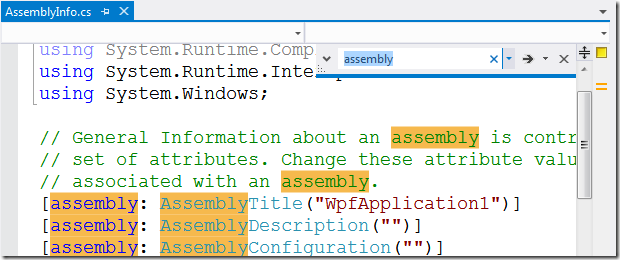 AssemblyInfo.cs
using System.Runtime.Comp
assembly
using System.Runtime.Inte
using System.Windows;
// General Information about an assembly is contr
// set of attributes. Change these attribute valu
// associated with an assembly.
[assembly: AssemblyTitle("WpfApplication1")]
[assembly: AssemblyDescription("")]
[assembly: AssemblyConfiguration("")]